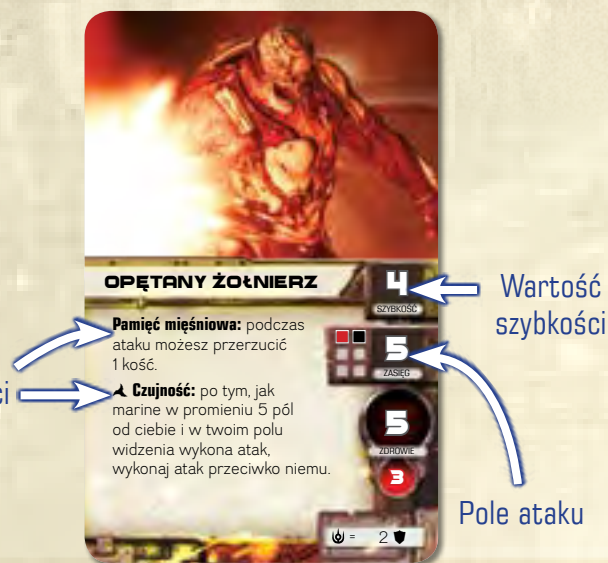 OPĘTANY ŻOŁNIERZ
4
SZYBKOŚĆ
Pamięć mięśniowa: podczas
ataku możesz przerzucić
1 kość.
Czujność: po tym, jak
marine w promieniu 5 pól
od ciebie i w twoim polu
widzenia wykona atak,
wykonaj atak przeciwko niemu.
5
ZASIĘG
5
ZDROWIE
3
= 2
Wartość
szybkości
Pole ataku
ci